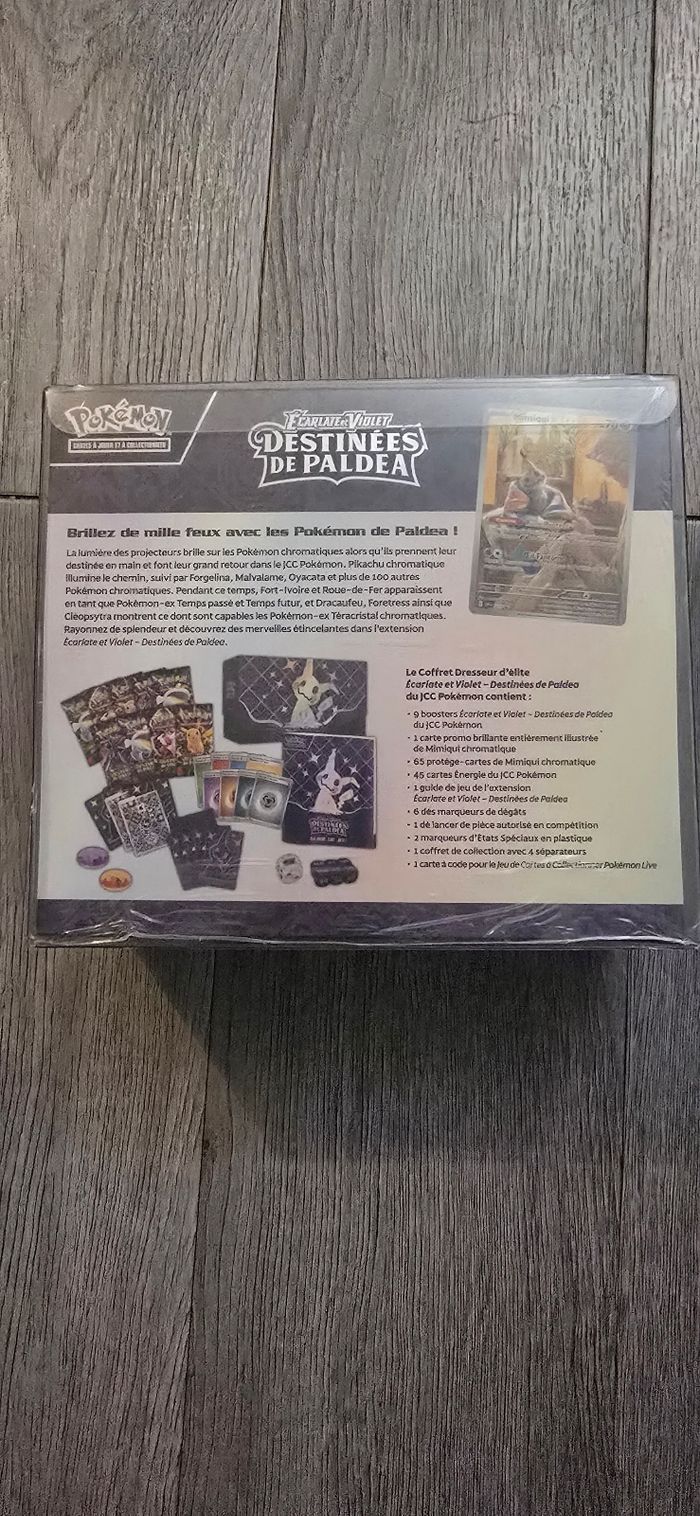 POKÉMON
CARTES À JOUER ET À COLLECTIONNER
ÉCARLATE ET VIOLET
DESTINÉES
DE PALDEA
Mimiqui
Brillez de mille feux avec les Pokémon de Paldea !
La lumière des projecteurs brille sur les Pokémon chromatiques alors qu'ils prennent leur
destinée en main et font leur grand retour dans le JCC Pokémon. Pikachu chromatique
illumine le chemin, suivi par Forgelina, Malvalame, Oyacata et plus de 100 autres
Pokémon chromatiques. Pendant ce temps, Fort-Ivoire et Roue-de-Fer apparaissent
en tant que Pokémon-ex Temps passé et Temps futur, et Dracaufeu, Foretress ainsi que
Cléopsytra montrent ce dont sont capables les Pokémon-ex Téracristal chromatiques.
Rayonnez de splendeur et découvrez des merveilles étincelantes dans l'extension
Écarlate et Violet – Destinées de Paldea.
Le Coffret Dresseur d'élite
Écarlate et Violet – Destinées de Paldea
du JCC Pokémon contient :
• 9 boosters Écarlate et Violet – Destinées de Paldea
du JCC Pokémon
• 1 carte promo brillante entièrement illustrée
de Mimiqui chromatique
• 65 protège-cartes de Mimiqui chromatique
• 45 cartes Énergie du JCC Pokémon
• 1 guide de jeu de l'extension
Écarlate et Violet – Destinées de Paldea
• 6 dés marqueurs de dégâts
• 1 dé lancer de pièce autorisé en compétition
• 2 marqueurs d'États Spéciaux en plastique
• 1 coffret de collection avec 4 séparateurs
• 1 carte à code pour le Jeu de Cartes à Collectionner Pokémon Live
DESTINÉES
DE PALDEA